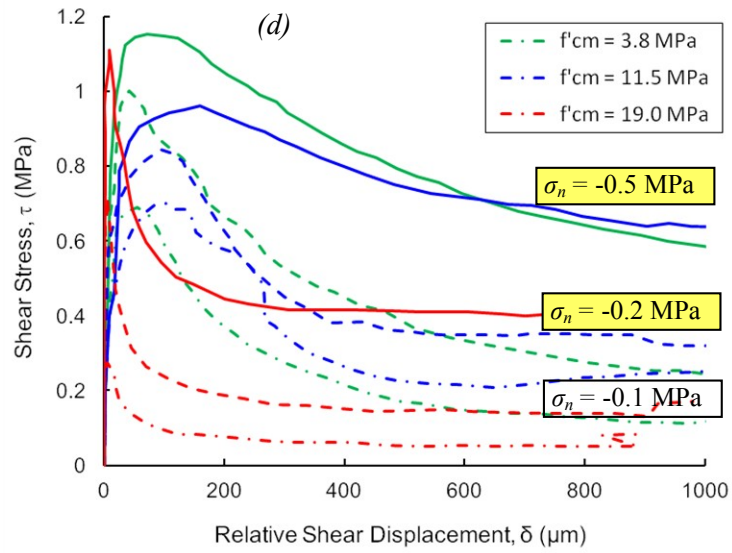 (d)
f'cm = 3.8 MPa
f'cm = 11.5 MPa
f'cm = 19.0 MPa
σn = -0.5 MPa
σn = -0.2 MPa
σn = -0.1 MPa
Shear Stress, τ (MPa)
1.2
1
0.8
0.6
0.4
0.2
0
0 200 400 600 800 1000
Relative Shear Displacement, δ (µm)